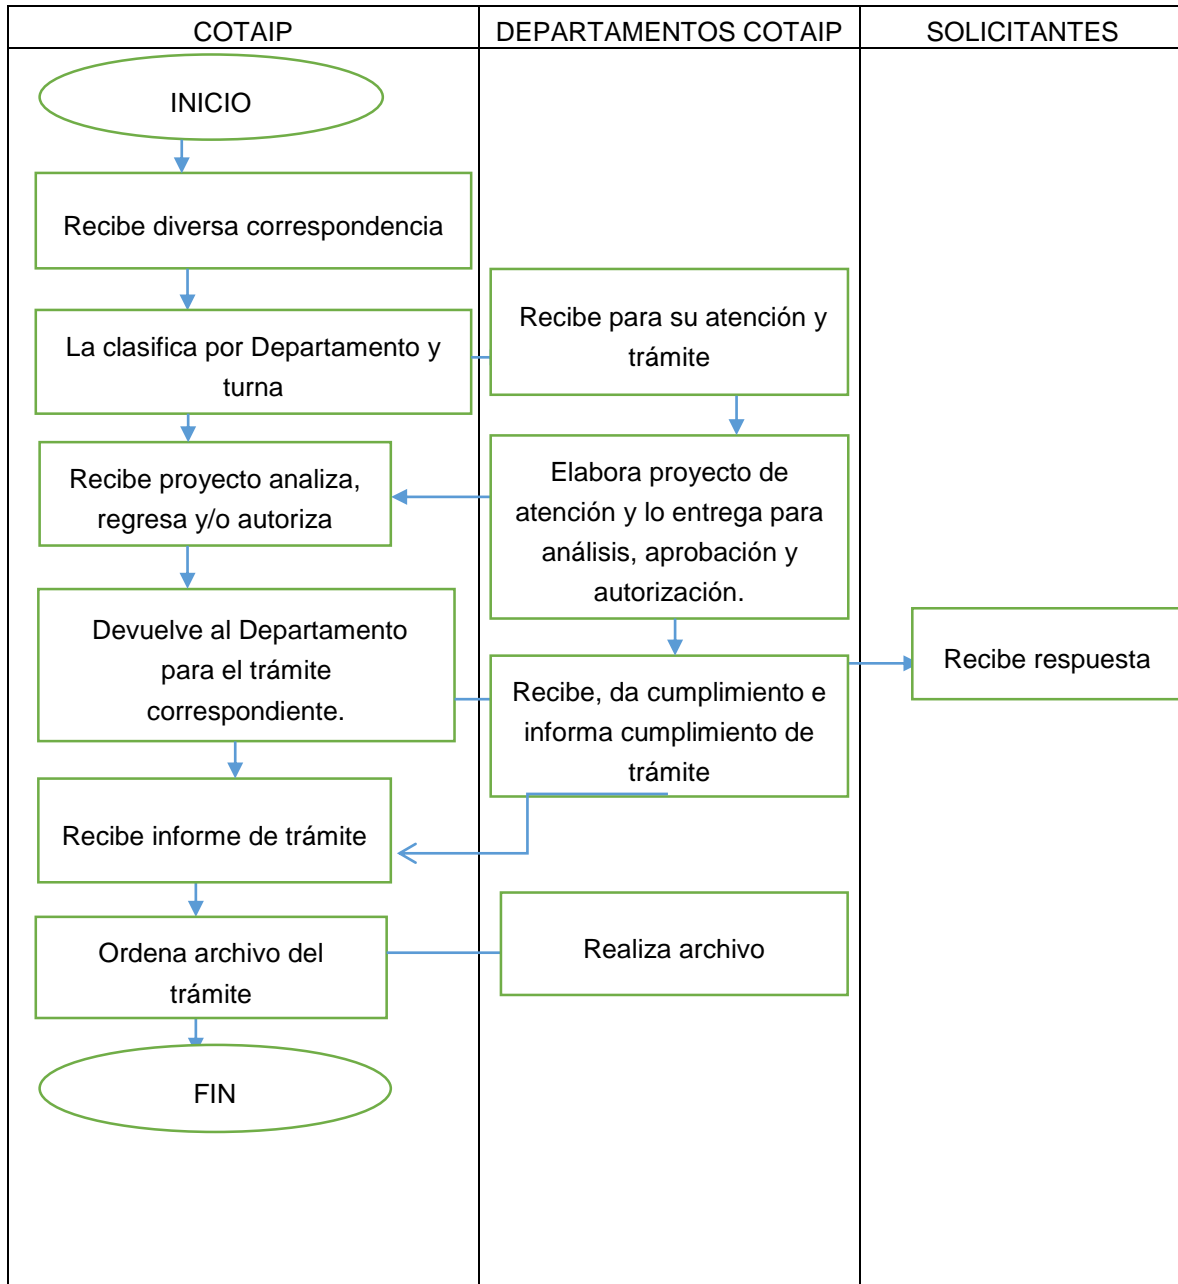 COTAIP
DEPARTAMENTOS COTAIP
SOLICITANTES
INICIO
Recibe diversa correspondencia
La clasifica por Departamento y
turna
Recibe para su atención y
trámite
Recibe proyecto analiza,
regresa y/o autoriza
Elabora proyecto de
atención y lo entrega para
análisis, aprobación y
autorización.
Devuelve al Departamento
para el trámite
correspondiente.
Recibe, da cumplimiento e
informa cumplimiento de
trámite
Recibe respuesta
Recibe informe de trámite
Ordena archivo del
trámite
Realiza archivo
FIN